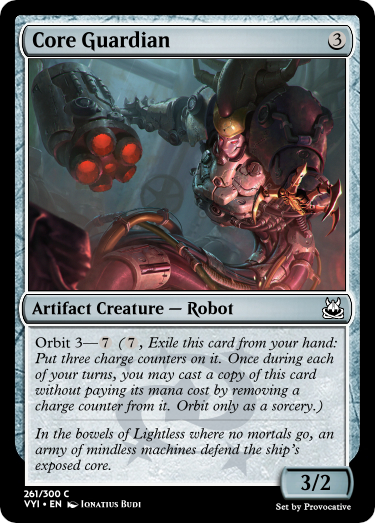 Core Guardian 3
Artifact Creature — Robot
Orbit 3—7 (7, Exile this card from your hand:
Put three charge counters on it. Once during each
of your turns, you may cast a copy of this card
without paying its mana cost by removing a
charge counter from it. Orbit only as a sorcery.)
In the bowels of Lightless where no mortals go, an
army of mindless machines defend the ship's
exposed core.
3/2
261/300 C
VYI • EN Ionatius Budi
Set by Provocative